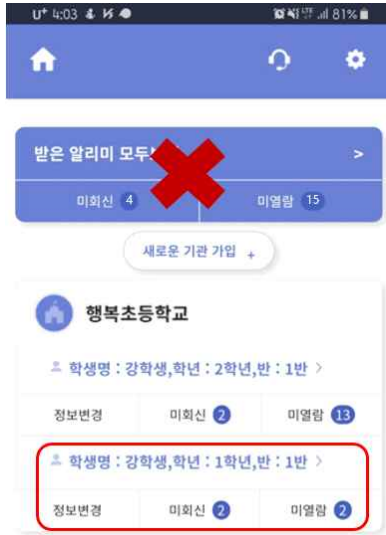 U+ 4:03 LTE 81%
받은 알리미 모두 >
미회신 4 미열람 15
새로운 기관 가입 +
행복초등학교
학생명 : 강학생,학년 : 2학년,반 : 1반 >
정보변경 미회신 2 미열람 13
학생명 : 강학생,학년 : 1학년,반 : 1반 >
정보변경 미회신 2 미열람 2